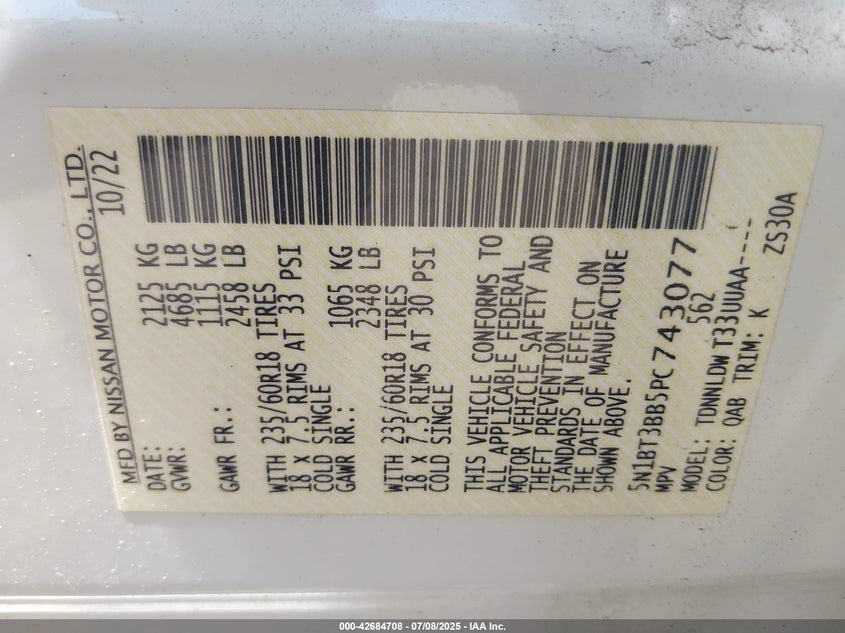 MFD BY NISSAN MOTOR CO., LTD.
DATE: 10/22
GVWR: 2125 KG
4685 LB
GAWR FR.: 1115 KG
2458 LB
WITH 235/60R18 TIRES
18 x 7.5 RIMS AT 33 PSI
COLD SINGLE
GAWR RR.: 1065 KG
2348 LB
WITH 235/60R18 TIRES
18 x 7.5 RIMS AT 30 PSI
COLD SINGLE
THIS VEHICLE CONFORMS TO
ALL APPLICABLE FEDERAL
MOTOR VEHICLE SAFETY AND
THEFT PREVENTION
STANDARDS IN EFFECT ON
THE DATE OF MANUFACTURE
SHOWN ABOVE.
5N1BT3BB5PC743077
MPV 562
MODEL: TDNNLDWT33UUAA----
COLOR: QAB TRIM: K ZS30A
000-42684708 - 07/08/2025 - IAA Inc.